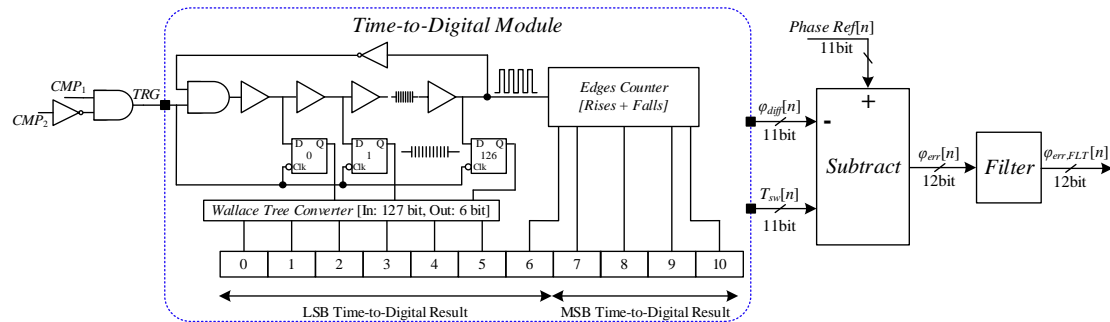 Time-to-Digital Module
Phase Ref[n]
11bit
CMP1
CMP2
TRG
Edges Counter
[Rises + Falls]
D Q
0
Clk
D Q
1
Clk
D Q
126
Clk
Wallace Tree Converter [In: 127 bit, Out: 6 bit]
0 1 2 3 4 5 6 7 8 9 10
LSB Time-to-Digital Result
MSB Time-to-Digital Result
φdiff[n]
11bit
Tsw[n]
11bit
+
-
Subtract
φerr[n]
12bit
Filter
φerr,FLT[n]
12bit